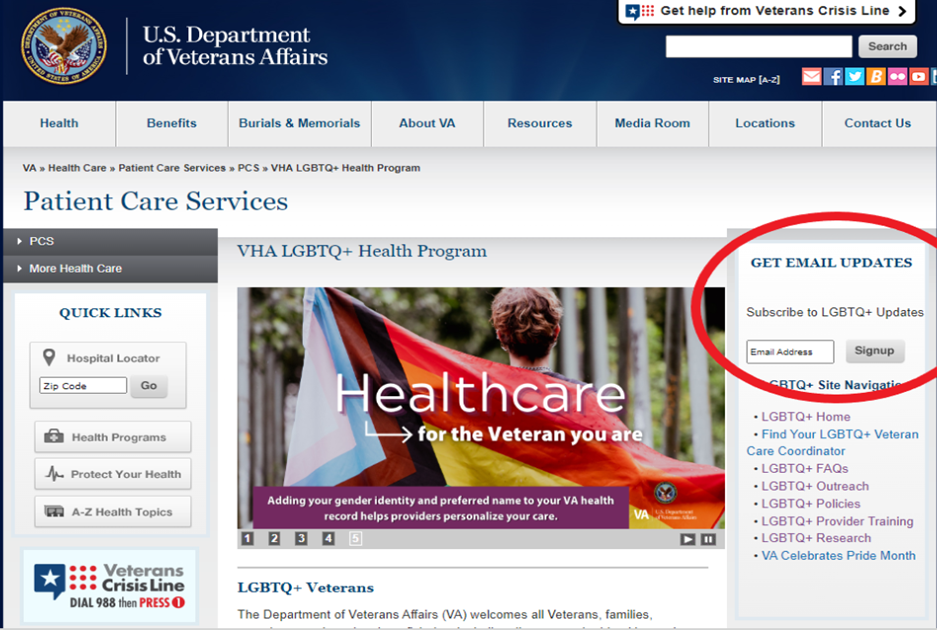 Get help from Veterans Crisis Line
U.S. Department
of Veterans Affairs
Search
SITE MAP [A-Z]
Health
Benefits
Burials & Memorials
About VA
Resources
Media Room
Locations
Contact Us
VA » Health Care » Patient Care Services » PCS » VHA LGBTQ+ Health Program
Patient Care Services
PCS
More Health Care
QUICK LINKS
Hospital Locator
Zip Code
Go
Health Programs
Protect Your Health
A-Z Health Topics
Veterans
Crisis Line
DIAL 988 then PRESS 1
VHA LGBTQ+ Health Program
Healthcare
for the Veteran you are
Adding your gender identity and preferred name to your VA health
record helps providers personalize your care.
VA
U.S. Department
of Veterans Affairs
1 2 3 4 5
LGBTQ+ Veterans
The Department of Veterans Affairs (VA) welcomes all Veterans, families,
GET EMAIL UPDATES
Subscribe to LGBTQ+ Updates
Email Address
Signup
GBTQ+ Site Navigatio
• LGBTQ+ Home
• Find Your LGBTQ+ Veteran
Care Coordinator
• LGBTQ+ FAQs
• LGBTQ+ Outreach
• LGBTQ+ Policies
• LGBTQ+ Provider Training
• LGBTQ+ Research
• VA Celebrates Pride Month